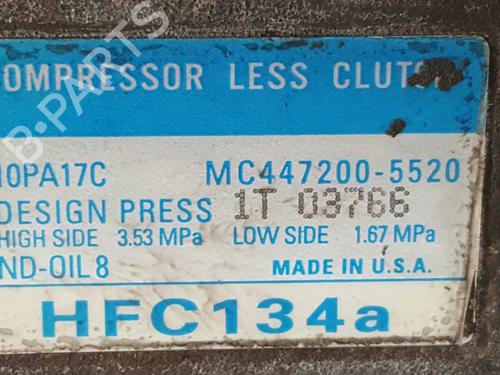 OMPRESSOR LESS CLUTC
10PA17C MC447200-5520
DESIGN PRESS 1T 03766
HIGH SIDE 3.53 MPa LOW SIDE 1.67 MPa
ND-OIL 8 MADE IN U.S.A.
HFC134a
B-PARTS